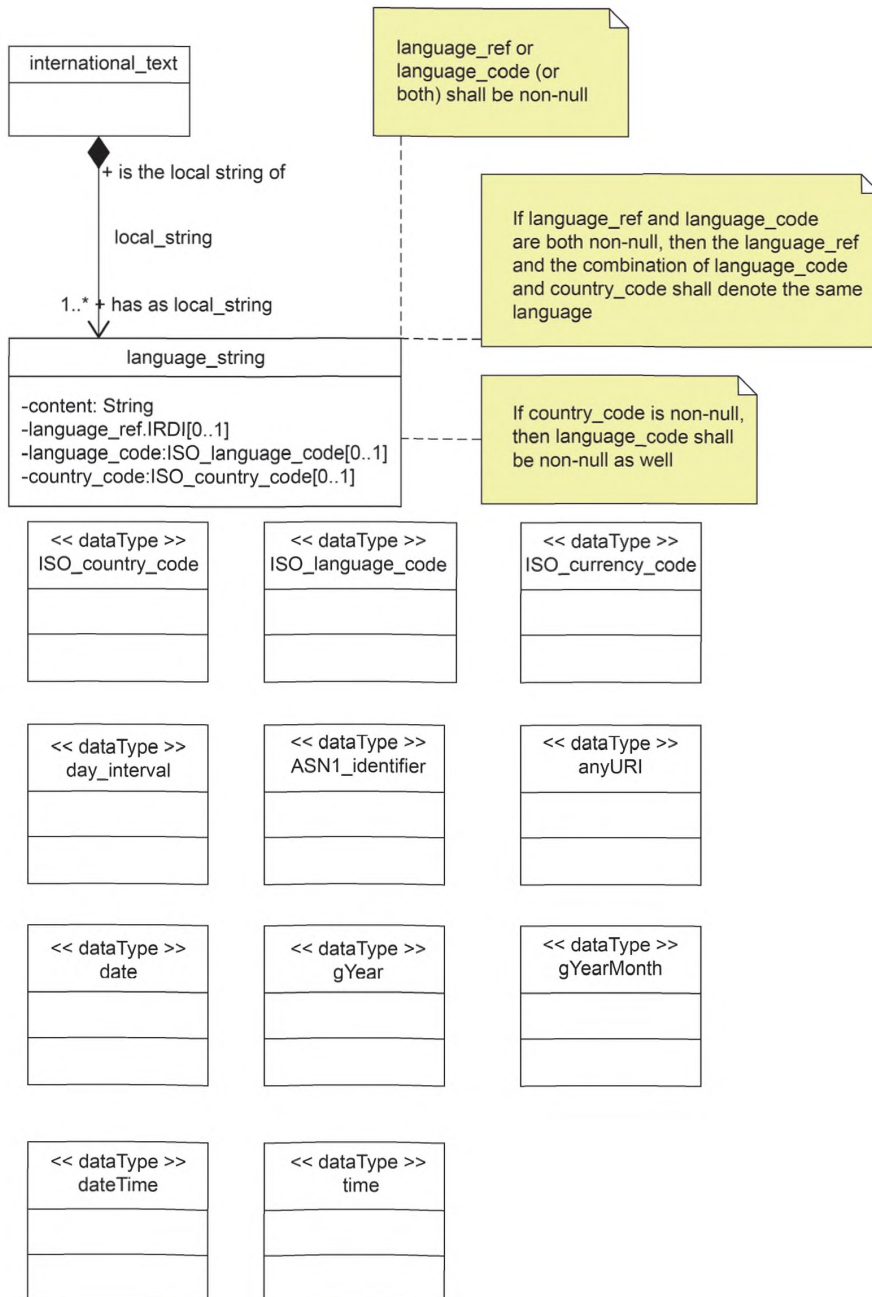 international_text
language_ref or
language_code (or
both) shall be non-null
+ is the local string of
local_string
1..* + has as local_string
If language_ref and language_code
are both non-null, then the language_ref
and the combination of language_code
and country_code shall denote the same
language
language_string
-content: String
-language_ref.IRDI[0..1]
-language_code:ISO_language_code[0..1]
-country_code:ISO_country_code[0..1]
If country_code is non-null,
then language_code shall
be non-null as well
<< dataType >>
ISO_country_code
<< dataType >>
ISO_language_code
<< dataType >>
ISO_currency_code
<< dataType >>
day_interval
<< dataType >>
ASN1_identifier
<< dataType >>
anyURI
<< dataType >>
date
<< dataType >>
gYear
<< dataType >>
gYearMonth
<< dataType >>
dateTime
<< dataType >>
time